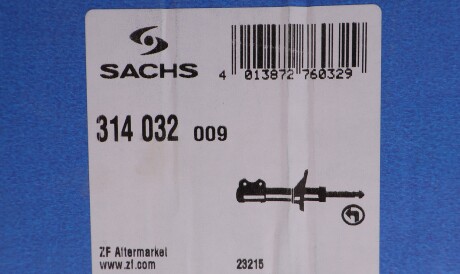 SACHS
4 013872 760329
314 032 009
ZF Aftermarket
www.zf.com
23215